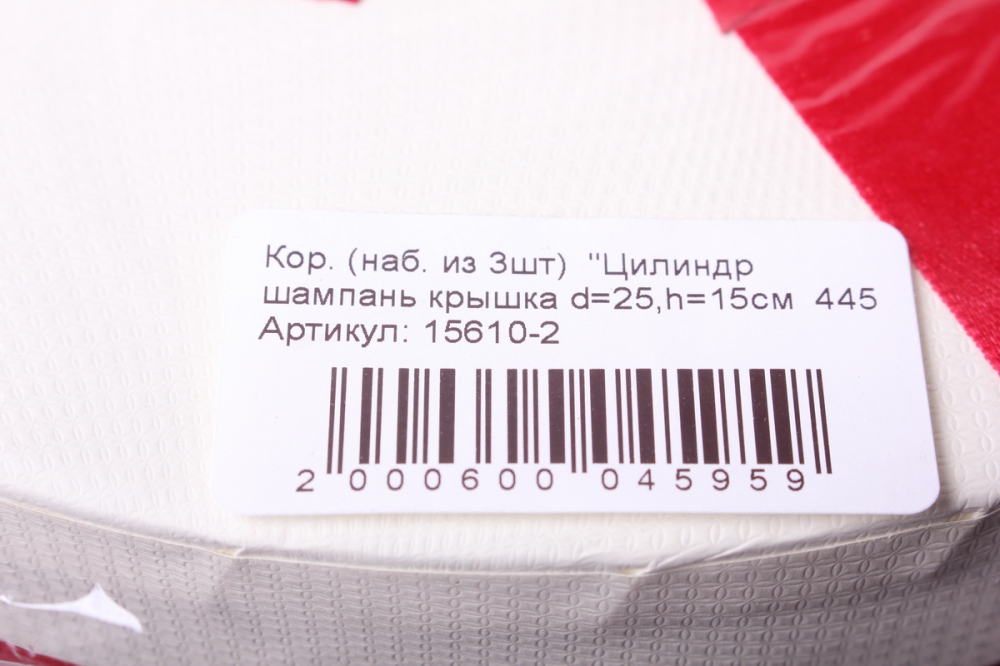 Кор. (наб. из 3шт)  "Цилиндр
шампань крышка d=25,h=15см  445
Артикул: 15610-2
2 000600 045959